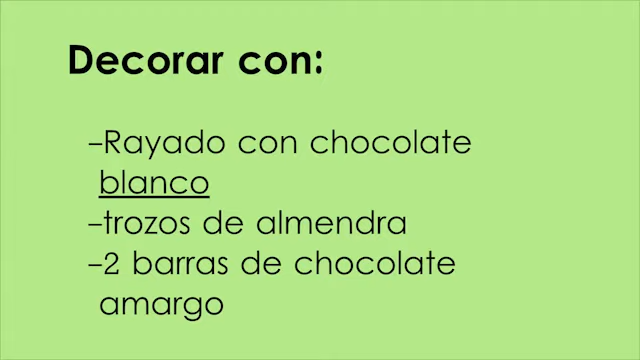 Decorar con:
-Rayado con chocolate
blanco
-trozos de almendra
-2 barras de chocolate
amargo